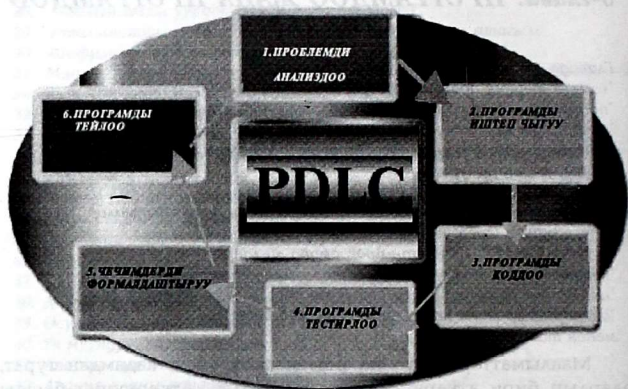 1.ПРОБЛЕМДИ
АНАЛИЗДОО
2.ПРОГРАМДЫ
ИШТЕП ЧЫГУУ
3.ПРОГРАМДЫ
КОДДОО
4.ПРОГРАМДЫ
ТЕСТИРЛОО
5.ЧЕЧИМДЕРДИ
ФОРМАЛДАШТЫРУУ
6.ПРОГРАМДЫ
ТЕЙЛОО
PDLC